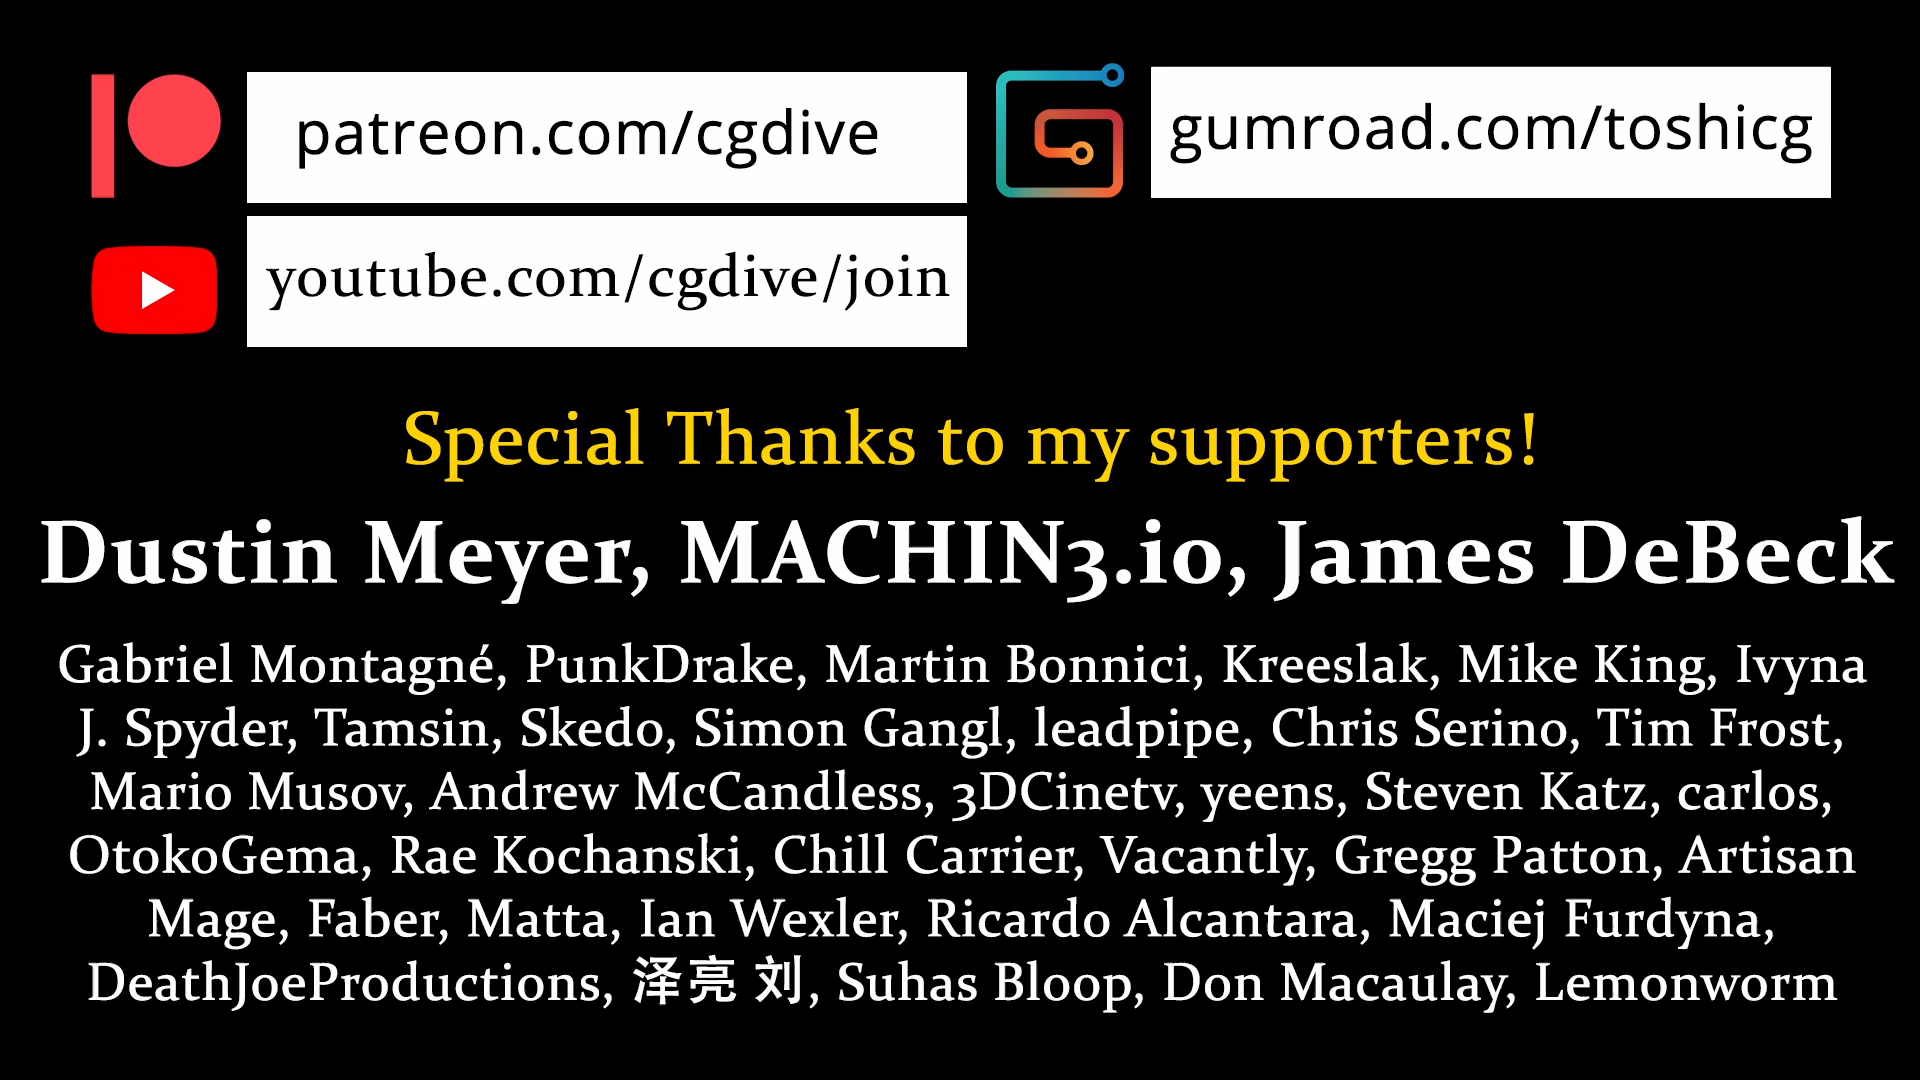 patreon.com/cgdive
gumroad.com/toshicg
youtube.com/cgdive/join
Special Thanks to my supporters!
Dustin Meyer, MACHIN3.io, James DeBeck
Gabriel Montagné, PunkDrake, Martin Bonnici, Kreeslak, Mike King, Ivyna
J. Spyder, Tamsin, Skedo, Simon Gangl, leadpipe, Chris Serino, Tim Frost,
Mario Musov, Andrew McCandless, 3DCinetv, yeens, Steven Katz, carlos,
OtokoGema, Rae Kochanski, Chill Carrier, Vacantly, Gregg Patton, Artisan
Mage, Faber, Matta, Ian Wexler, Ricardo Alcantara, Maciej Furdyna,
DeathJoeProductions, 泽亮 刘, Suhas Bloop, Don Macaulay, Lemonworm